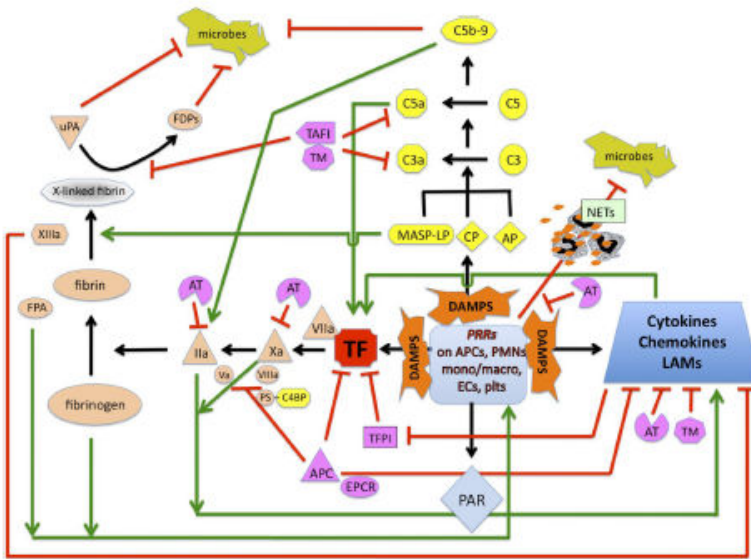 microbes
C5b-9
uPA
FDPs
C5a
C5
TAFI
TM
C3a
C3
microbes
X-linked fibrin
NETs
XIIIa
MASP-LP
CP
AP
fibrin
FPA
AT
AT
AT
DAMPS
VIIa
IIa
Xa
TF
DAMPS
PRRs
on APCs, PMNs
mono/macro,
ECs, plts
DAMPS
Cytokines
Chemokines
LAMs
Va
VIIIa
PS
C4BP
fibrinogen
TFPI
AT
TM
APC
EPCR
PAR